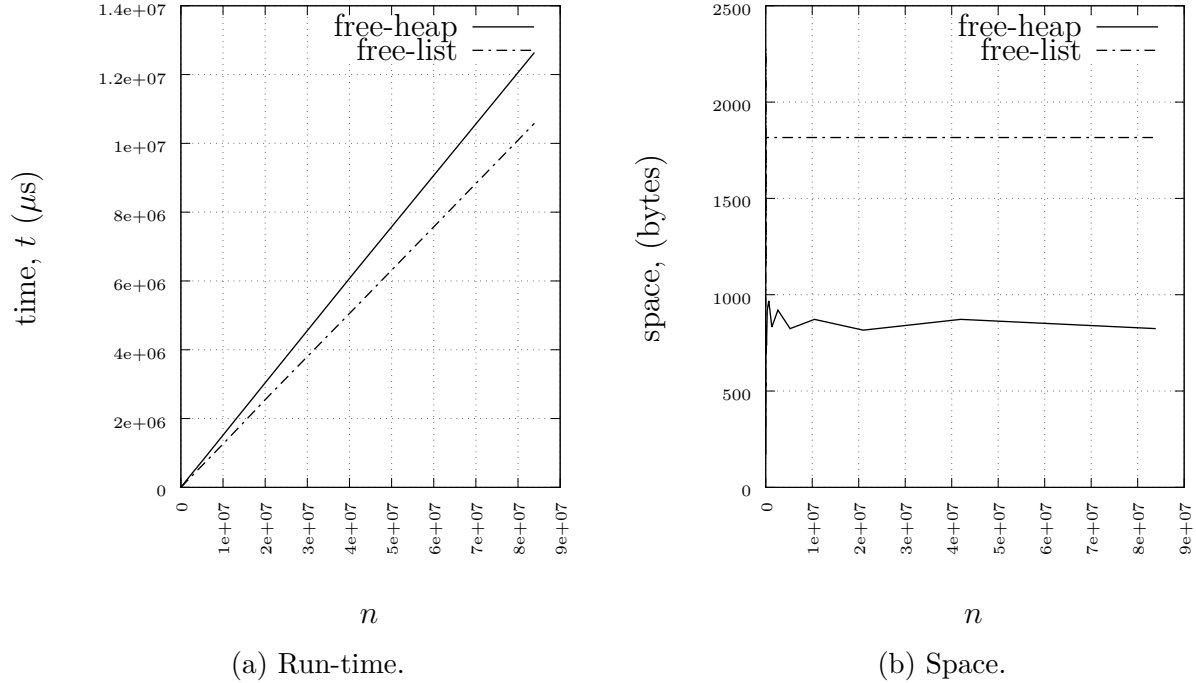 time, t (µs)
1.4e+07
1.2e+07
1e+07
8e+06
6e+06
4e+06
2e+06
0
free-heap
free-list
0
1e+07
2e+07
3e+07
4e+07
5e+07
6e+07
7e+07
8e+07
9e+07
n
(a) Run-time.
space, (bytes)
2500
2000
1500
1000
500
0
free-heap
free-list
0
1e+07
2e+07
3e+07
4e+07
5e+07
6e+07
7e+07
8e+07
9e+07
n
(b) Space.